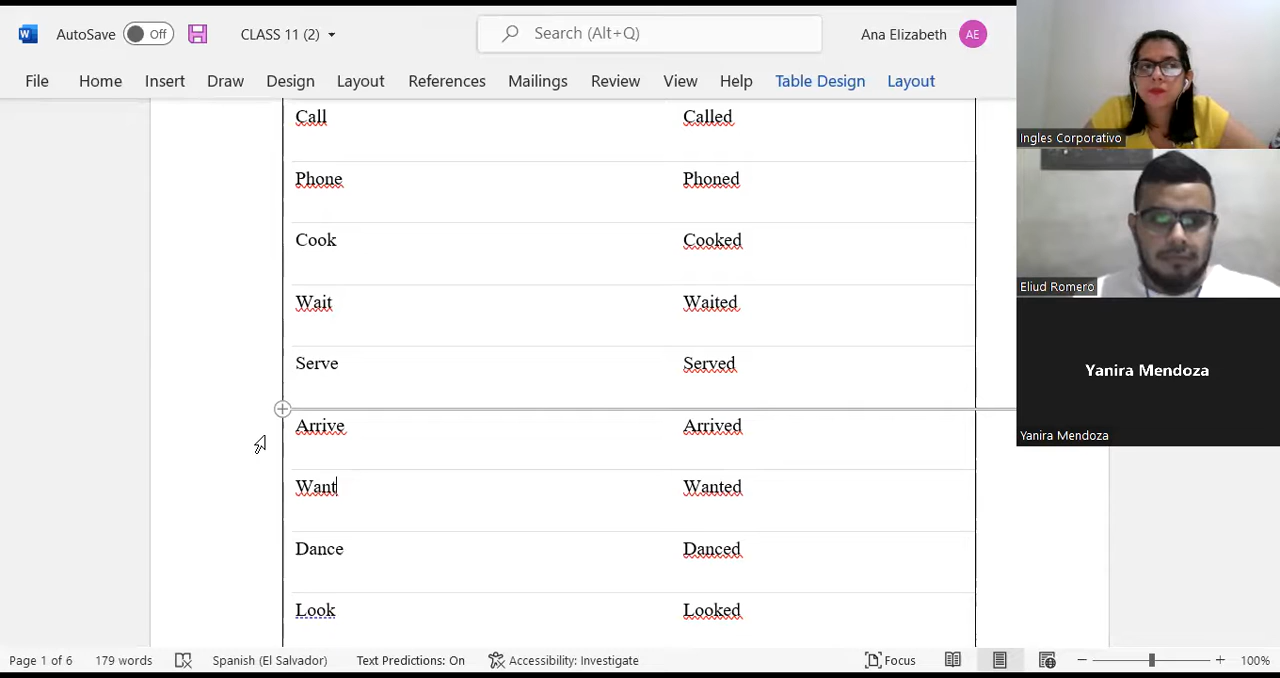 AutoSave Off CLASS 11 (2) Search (Alt+Q) Ana Elizabeth AE
File Home Insert Draw Design Layout References Mailings Review View Help Table Design Layout
Call Called
Phone Phoned
Cook Cooked
Wait Waited
Serve Served
Arrive Arrived
Want Wanted
Dance Danced
Look Looked
Page 1 of 6 179 words Spanish (El Salvador) Text Predictions: On Accessibility: Investigate Focus 100%
Ingles Corporativo
Eliud Romero
Yanira Mendoza
Yanira Mendoza